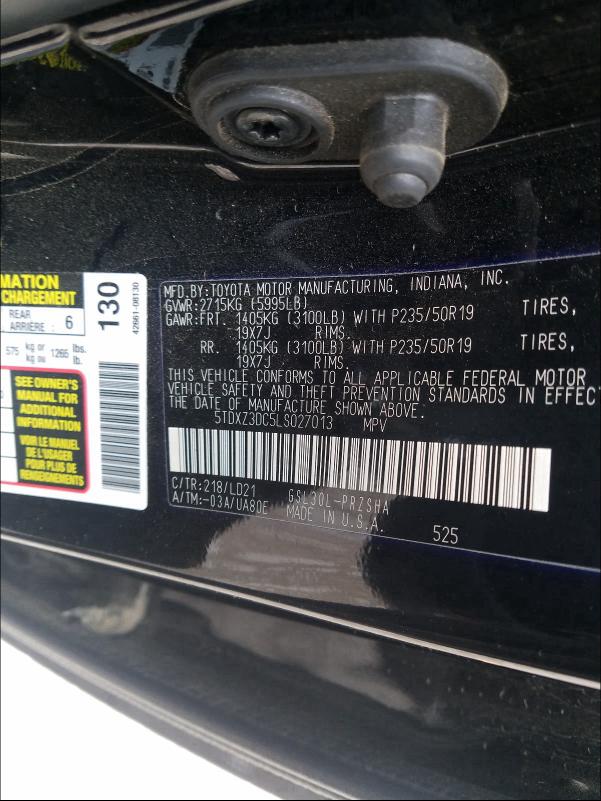 MATION
CHARGEMENT
REAR
ARRIÈRE : 6
575 kg or 1265 lbs.
kg ou lb.
SEE OWNER'S
MANUAL FOR
ADDITIONAL
INFORMATION
VOIR LE MANUEL
DE L'USAGER
POUR PLUS DE
130
42661-08130
MFD.BY:TOYOTA MOTOR MANUFACTURING, INDIANA, INC.
GVWR:2715KG (5995LB)
GAWR:FRT. 1405KG (3100LB) WITH P235/50R19 TIRES,
19X7J RIMS.
RR. 1405KG (3100LB) WITH P235/50R19 TIRES,
19X7J RIMS.
THIS VEHICLE CONFORMS TO ALL APPLICABLE FEDERAL MOTOR
VEHICLE SAFETY AND THEFT PREVENTION STANDARDS IN EFFEC
THE DATE OF MANUFACTURE SHOWN ABOVE.
5TDXZ3DC5LS027013 MPV
C/TR:218/LD21 GSL30L-PRZSHA
A/TM:-03A/UA80E MADE IN U.S.A.
525